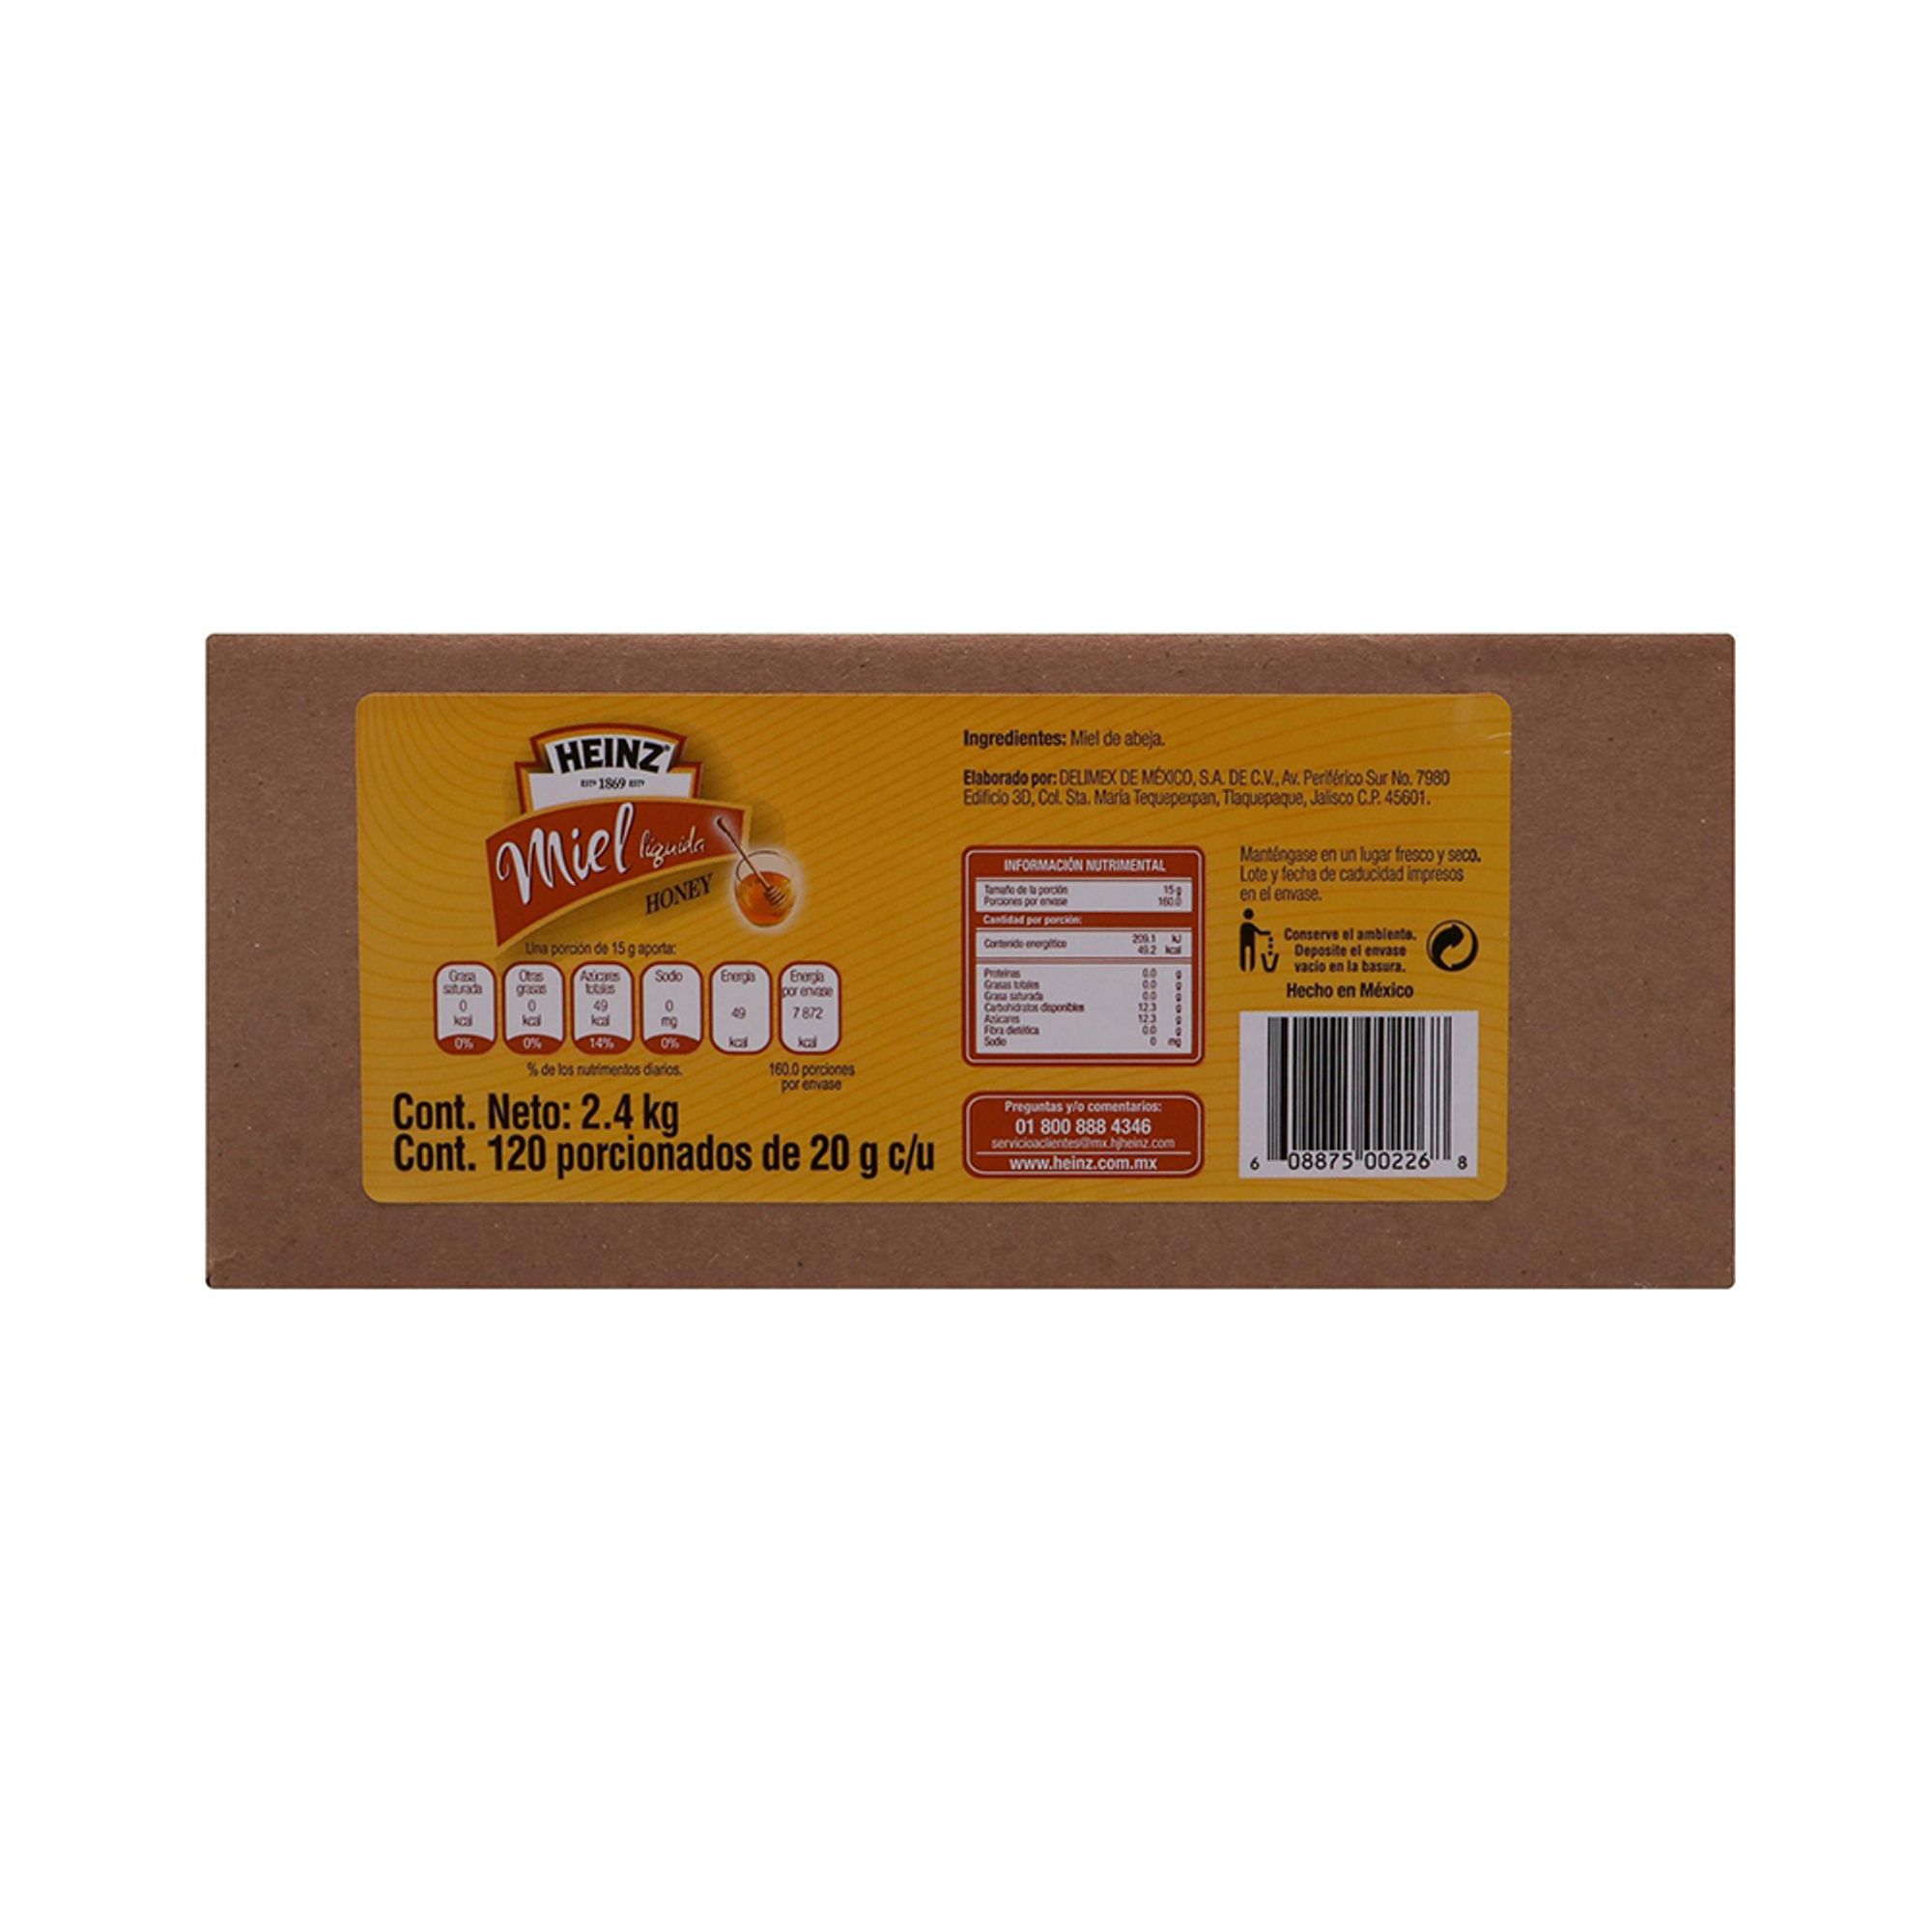 HEINZ®
ESTD 1869 ESTD
Miel líquida
HONEY
Una porción de 15 g aporta:
Grasa saturada 0 kcal 0%
Otras grasas 0 kcal 0%
Azúcares totales 49 kcal 14%
Sodio 0 mg 0%
Energía 49 kcal
Energía por envase 7 872 kcal
% de los nutrimentos diarios.
160.0 porciones
por envase
Cont. Neto: 2.4 kg
Cont. 120 porcionados de 20 g c/u
Ingredientes: Miel de abeja.
Elaborado por: DELIMEX DE MÉXICO, S.A. DE C.V., Av. Periférico Sur No. 7980
Edificio 3D, Col. Sta. María Tequepexpan, Tlaquepaque, Jalisco C.P. 45601.
INFORMACIÓN NUTRIMENTAL
Tamaño de la porción 15 g
Porciones por envase 160.0
Cantidad por porción:
Contenido energético 209.1 kJ
49.2 kcal
Proteínas 0.0 g
Grasas totales 0.0 g
Grasa saturada 0.0 g
Carbohidratos disponibles 12.3 g
Azúcares 12.3 g
Fibra dietética 0.0 g
Sodio 0 mg
Preguntas y/o comentarios:
01 800 888 4346
servicioaclientes@mx.hjheinz.com
www.heinz.com.mx
Manténgase en un lugar fresco y seco.
Lote y fecha de caducidad impresos
en el envase.
Conserve el ambiente.
Deposite el envase
vacío en la basura.
Hecho en México
6 08875 00226 8